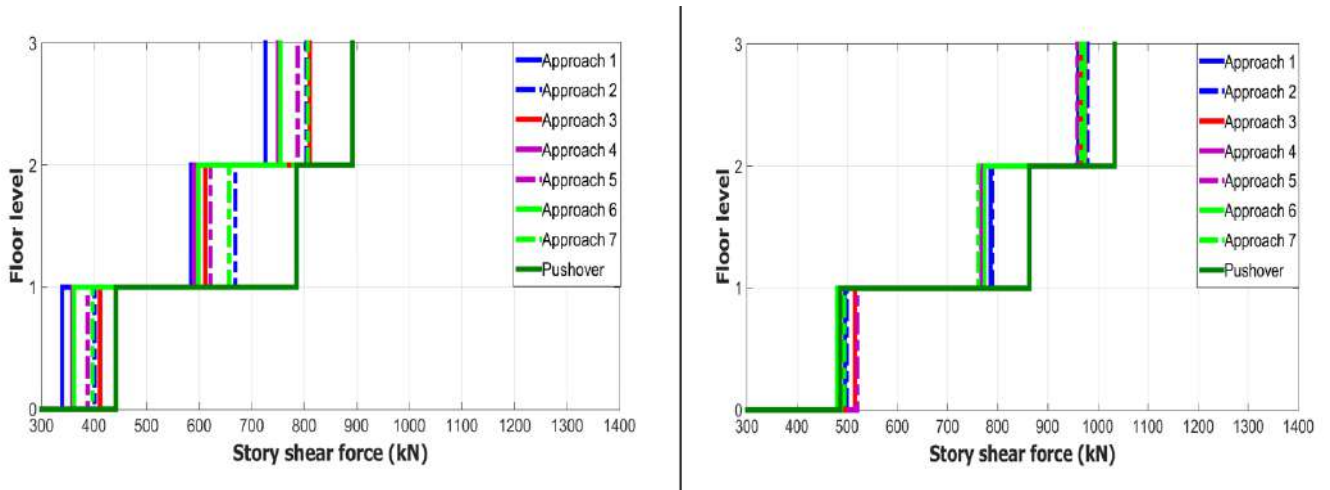 Floor level
3
2
1
0
300 400 500 600 700 800 900 1000 1100 1200 1300 1400
Story shear force (kN)
Approach 1
Approach 2
Approach 3
Approach 4
Approach 5
Approach 6
Approach 7
Pushover
Floor level
3
2
1
0
300 400 500 600 700 800 900 1000 1100 1200 1300 1400
Story shear force (kN)
Approach 1
Approach 2
Approach 3
Approach 4
Approach 5
Approach 6
Approach 7
Pushover